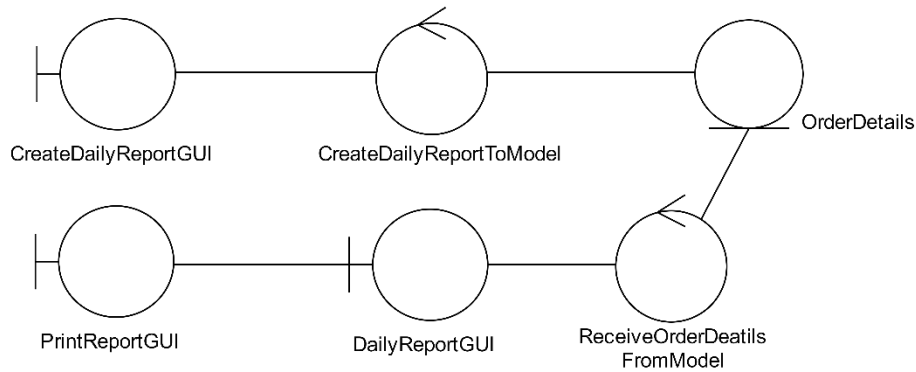 OrderDetails
CreateDailyReportGUI
CreateDailyReportToModel
PrintReportGUI
DailyReportGUI
ReceiveOrderDeatils
FromModel